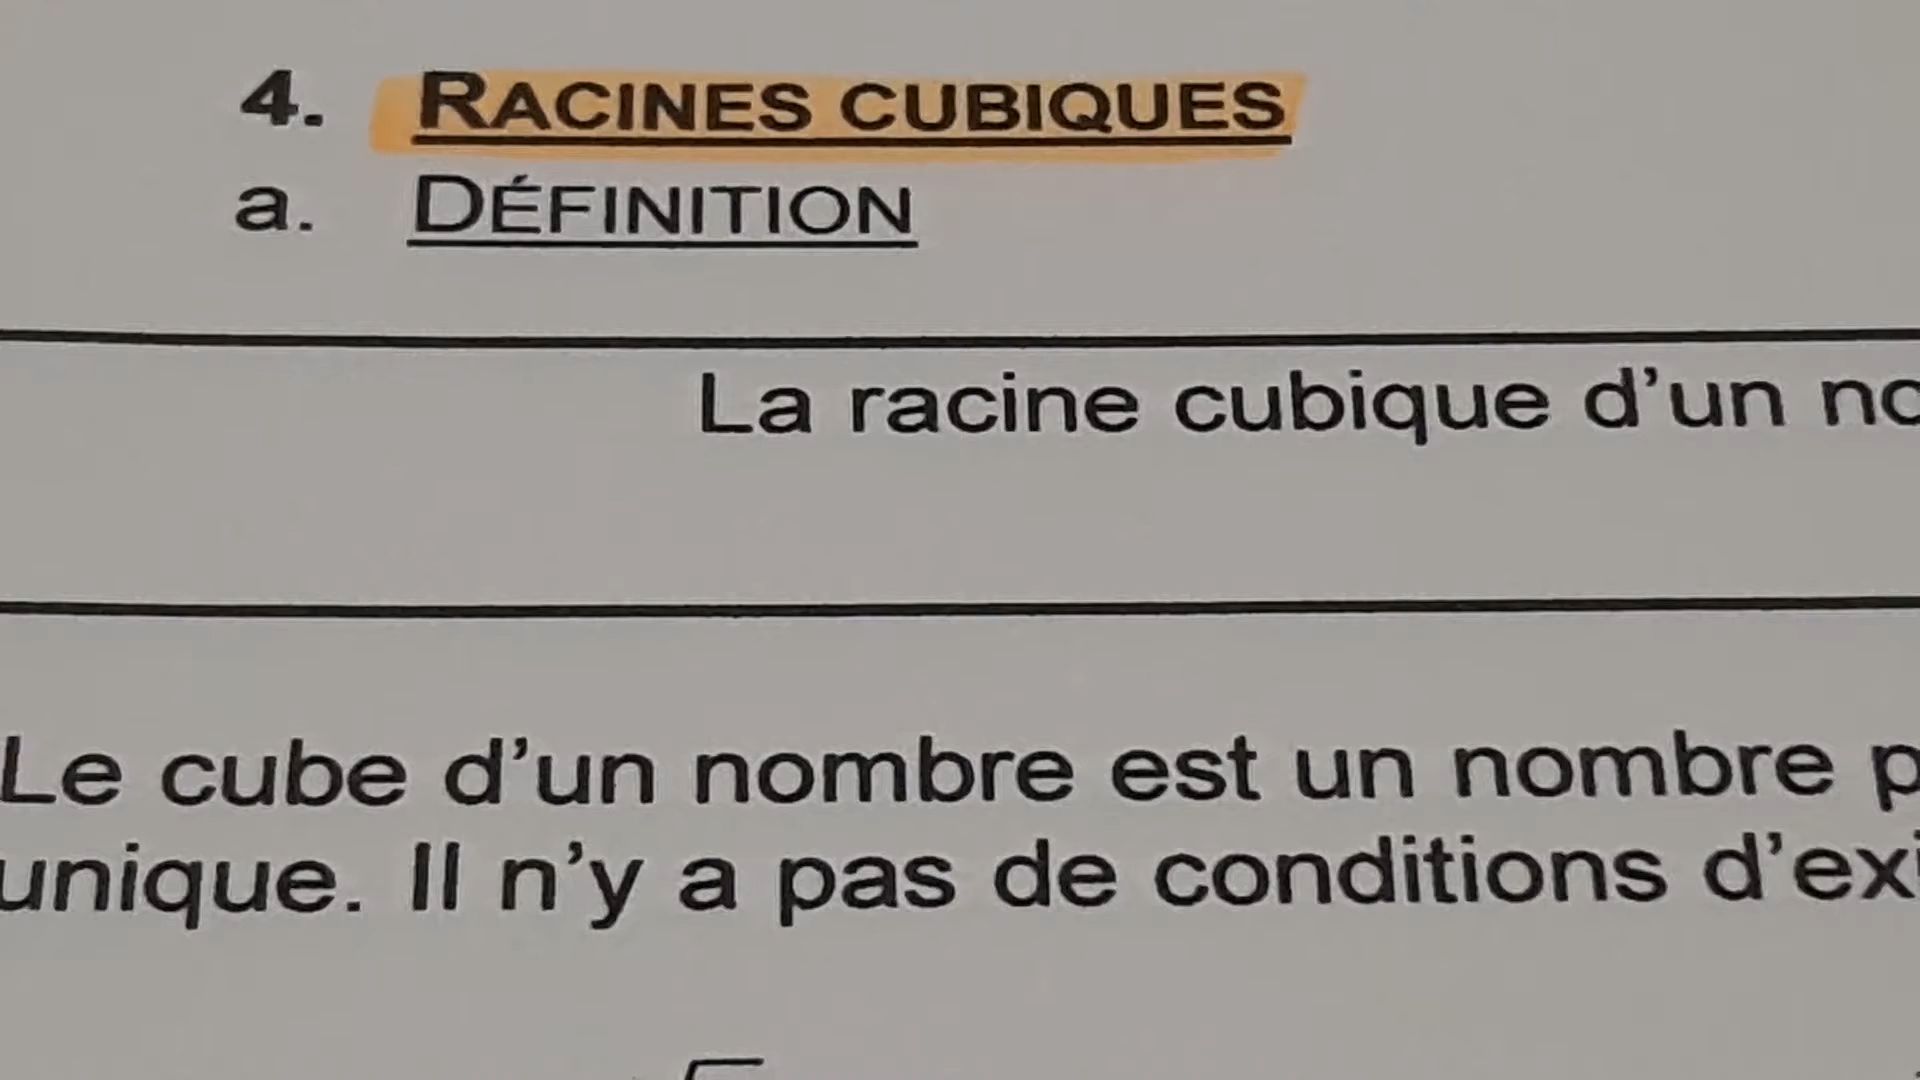 4. RACINES CUBIQUES
a. DÉFINITION
La racine cubique d'un
Le cube d'un nombre est un nombre
unique. Il n'y a pas de conditions